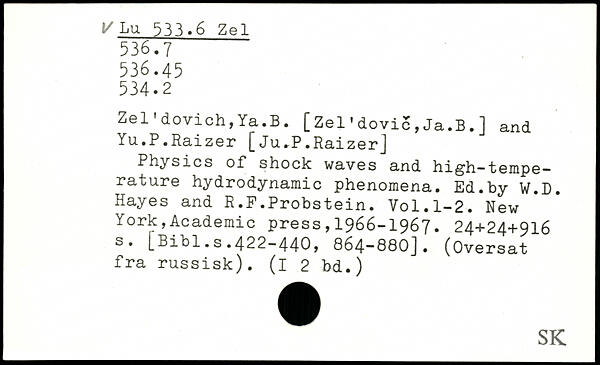 √ Lu 533.6 Zel
536.7
536.45
534.2
Zel'dovich,Ya.B. [Zel'dovič,Ja.B.] and
Yu.P.Raizer [Ju.P.Raizer]
Physics of shock waves and high-tempe-
rature hydrodynamic phenomena. Ed.by W.D.
Hayes and R.F.Probstein. Vol.1-2. New
York,Academic press,1966-1967. 24+24+916
s. [Bibl.s.422-440, 864-880]. (Oversat
fra russisk). (I 2 bd.)
SK